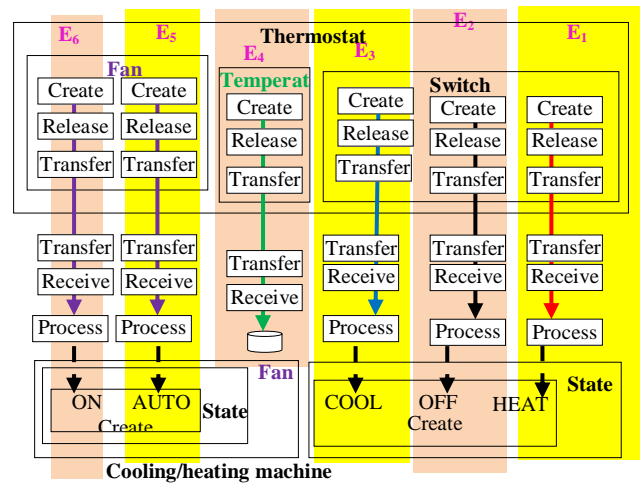 E6 E5 E4 Thermostat E3 E2 E1
Fan Temperat Switch
Create Create Create Create Create Create
Release Release Release Release Release Release
Transfer Transfer Transfer Transfer Transfer Transfer
Transfer Transfer Transfer Transfer Transfer Transfer
Receive Receive Receive Receive Receive Receive
Process Process Process Process Process
Fan State
ON AUTO State COOL OFF HEAT
Create Create
Cooling/heating machine